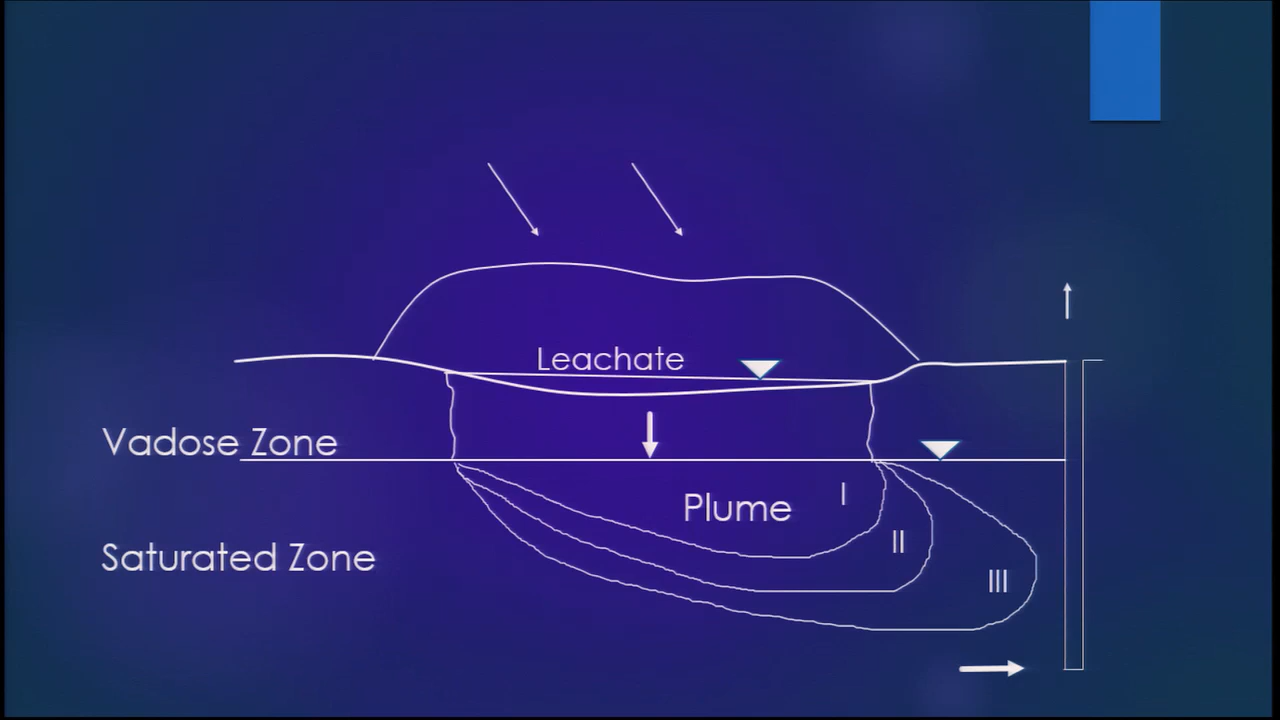 Leachate
Vadose Zone
Plume
I
II
Saturated Zone
III